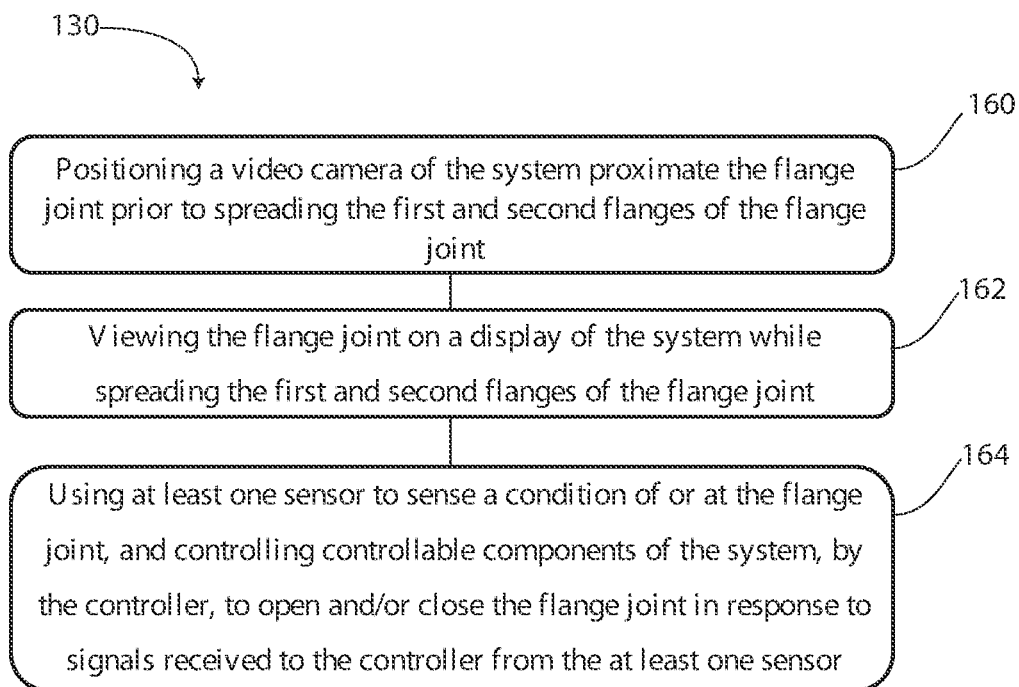 130
160
Positioning a video camera of the system proximate the flange
joint prior to spreading the first and second flanges of the flange
joint
162
Viewing the flange joint on a display of the system while
spreading the first and second flanges of the flange joint
164
Using at least one sensor to sense a condition of or at the flange
joint, and controlling controllable components of the system, by
the controller, to open and/or close the flange joint in response to
signals received to the controller from the at least one sensor